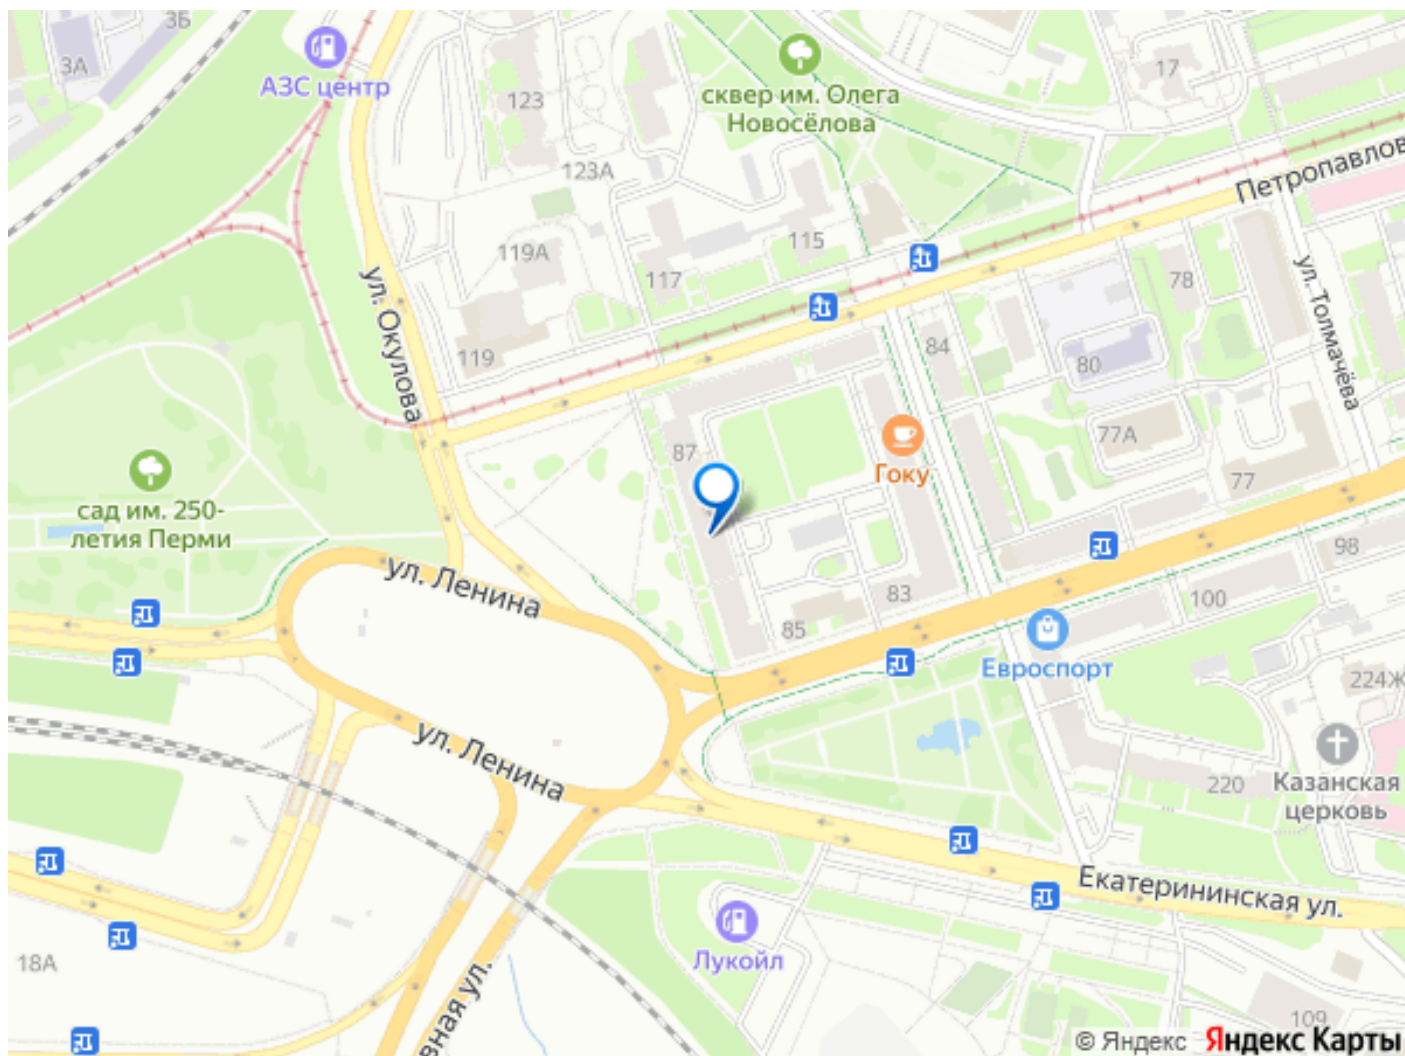 3Б
3А
АЗС центр
123
сквер им. Олега
Новосёлова
17
123А
Петропавлов
119А
115
117
78
ул. Толмачёва
ул. Окулова
119
84
80
87
77А
Гоку
77
сад им. 250-
летия Перми
ул. Ленина
98
83
100
85
Евроспорт
224Ж
ул. Ленина
220
Казанская
церковь
Екатерининская ул.
Лукойл
18А
вная ул.
109
© Яндекс Яндекс Карты